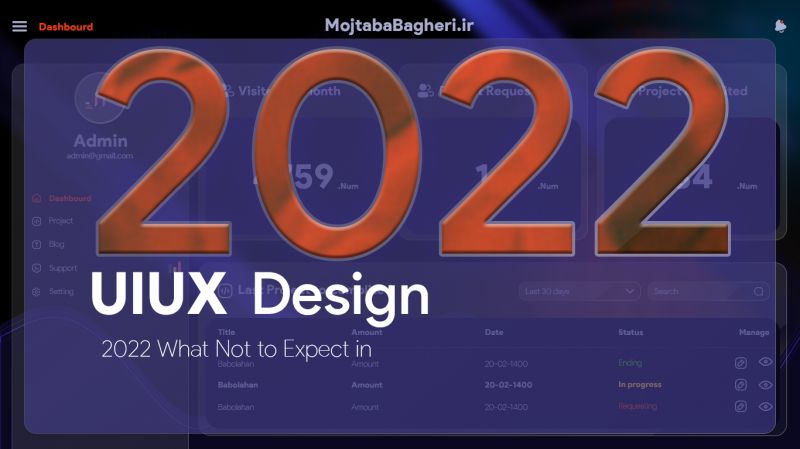 MojtabaBagheri.ir
Dashbourd
2022
Admin
admin@gmail.com
Dashbourd
Project
Blog
Support
Setting
.Num
.Num
.Num
UIUX Design
2022 What Not to Expect in
Last 30 days
Search
Title Amount Date Status Manage
Babolahan Amount 20-02-1400 Ending
Babolahan Amount 20-02-1400 In progress
Babolahan Amount 20-02-1400 Requesting